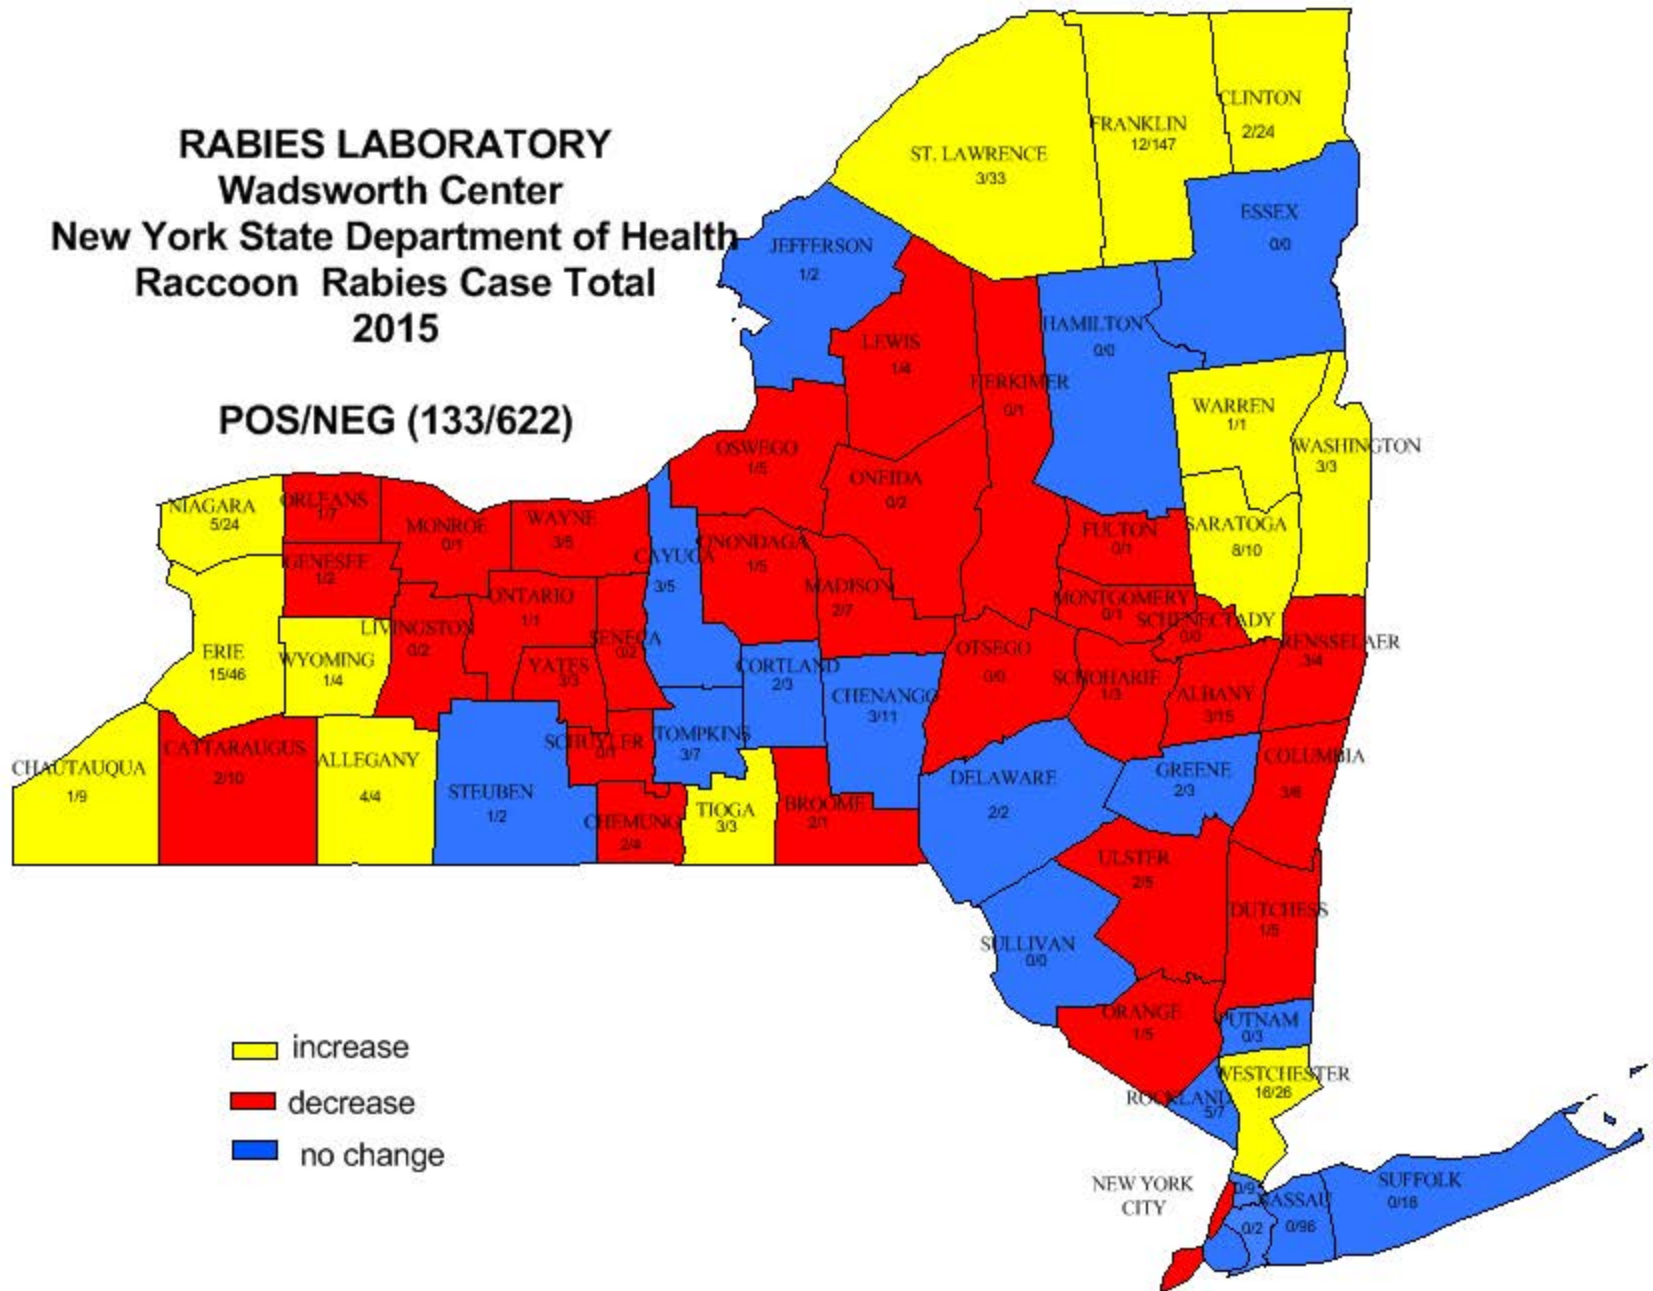 RABIES LABORATORY
Wadsworth Center
New York State Department of Health
Raccoon Rabies Case Total
2015
POS/NEG (133/622)
CLINTON
2/24
FRANKLIN
12/147
ST. LAWRENCE
3/33
ESSEX
0/0
JEFFERSON
1/2
HAMILTON
0/0
LEWIS
1/4
HERKIMER
0/1
WARREN
1/1
WASHINGTON
3/3
OSWEGO
1/5
ONEIDA
0/2
NIAGARA
5/24
ORLEANS
1/7
MONROE
0/1
WAYNE
3/5
FULTON
0/1
SARATOGA
8/10
GENESEE
1/2
CAYUGA
3/5
ONONDAGA
1/5
MADISON
2/7
ONTARIO
1/1
MONTGOMERY
0/1
SCHENECTADY
0/0
LIVINGSTON
0/2
SENECA
0/2
RENSSELAER
3/4
ERIE
15/46
WYOMING
1/4
YATES
3/3
CORTLAND
2/3
OTSEGO
0/0
SCHOHARIE
1/3
ALBANY
3/15
CHENANGO
3/11
TOMPKINS
3/7
SCHUYLER
0/1
CATTARAUGUS
2/10
ALLEGANY
4/4
CHAUTAUQUA
1/9
STEUBEN
1/2
GREENE
2/3
COLUMBIA
3/6
DELAWARE
2/2
CHEMUNG
2/4
TIOGA
3/3
BROOME
2/1
ULSTER
2/5
DUTCHESS
1/5
SULLIVAN
0/0
ORANGE
1/5
PUTNAM
0/3
WESTCHESTER
16/26
ROCKLAND
5/7
increase
decrease
no change
NEW YORK
CITY
0/2
NASSAU
0/96
SUFFOLK
0/18